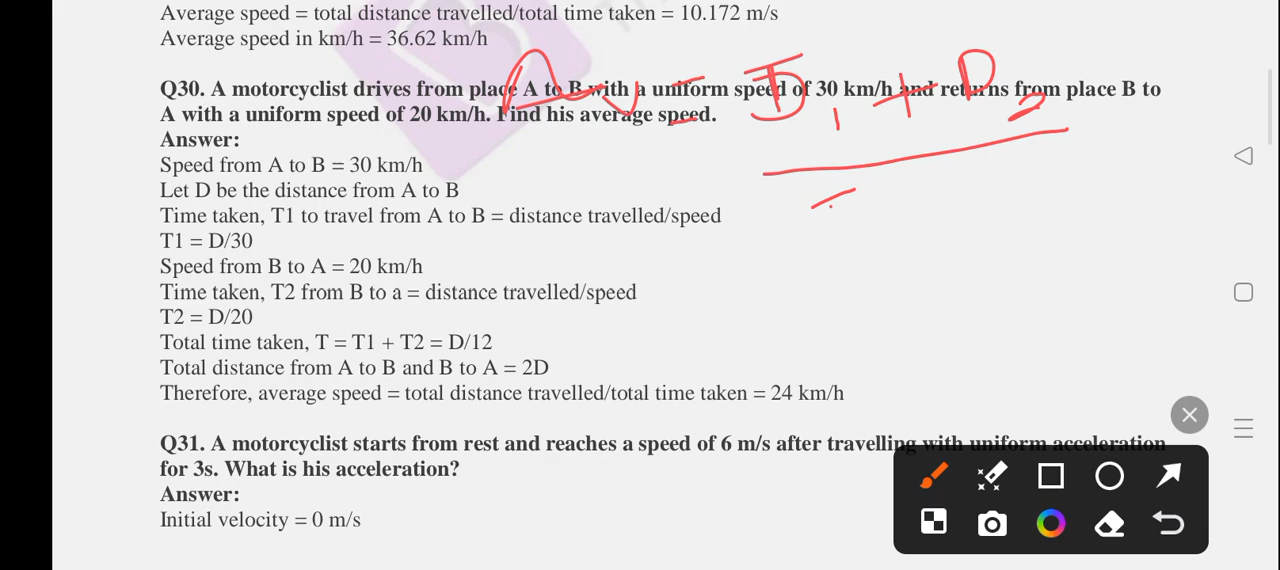 Average speed = total distance travelled/total time taken = 10.172 m/s
Average speed in km/h = 36.62 km/h
Q30. A motorcyclist drives from place A to B with a uniform speed of 30 km/h and returns from place B to
A with a uniform speed of 20 km/h. Find his average speed.
Av = D1 + D2
Answer:
Speed from A to B = 30 km/h
Let D be the distance from A to B
Time taken, T1 to travel from A to B = distance travelled/speed
T1 = D/30
Speed from B to A = 20 km/h
Time taken, T2 from B to a = distance travelled/speed
T2 = D/20
Total time taken, T = T1 + T2 = D/12
Total distance from A to B and B to A = 2D
Therefore, average speed = total distance travelled/total time taken = 24 km/h
Q31. A motorcyclist starts from rest and reaches a speed of 6 m/s after travelling with uniform acceleration
for 3s. What is his acceleration?
Answer:
Initial velocity = 0 m/s